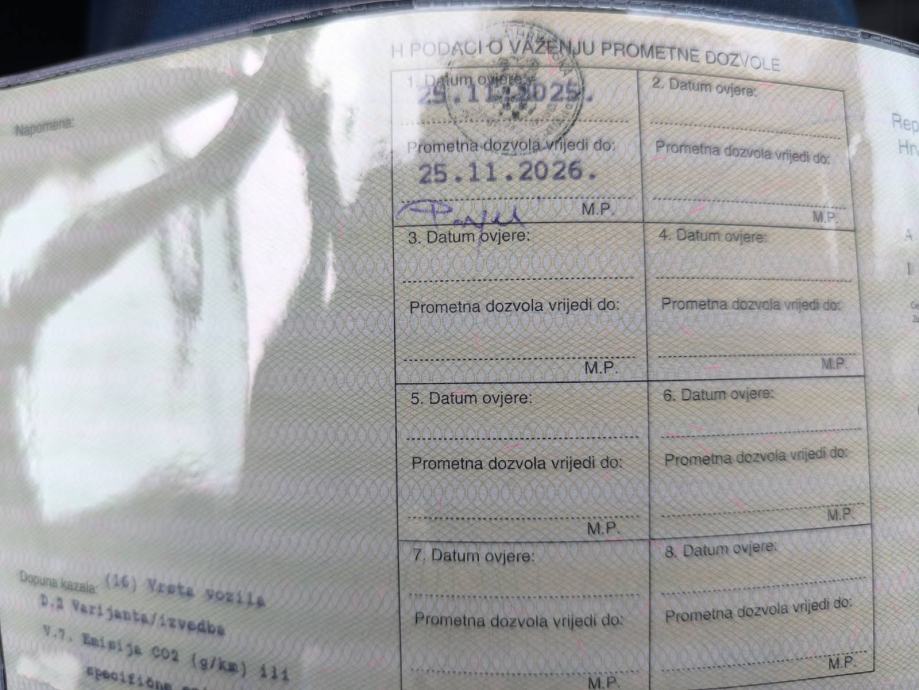 Napomena:
H PODACI O VAŽENJU PROMETNE DOZVOLE
1. Datum ovjere:
25.11.2025.
Prometna dozvola vrijedi do:
25.11.2026.
M.P.
2. Datum ovjere:
Prometna dozvola vrijedi do:
M.P.
3. Datum ovjere:
Prometna dozvola vrijedi do:
M.P.
4. Datum ovjere:
Prometna dozvola vrijedi do:
M.P.
5. Datum ovjere:
Prometna dozvola vrijedi do:
M.P.
6. Datum ovjere:
Prometna dozvola vrijedi do:
M.P.
7. Datum ovjere:
Prometna dozvola vrijedi do:
M.P.
8. Datum ovjere:
Prometna dozvola vrijedi do:
M.P.
Dopuna kazala: (16) Vrsta vozila
D.2 Varijanta/izvedba
V.7. Emisija CO2 (g/km) ili
Rep
Hr